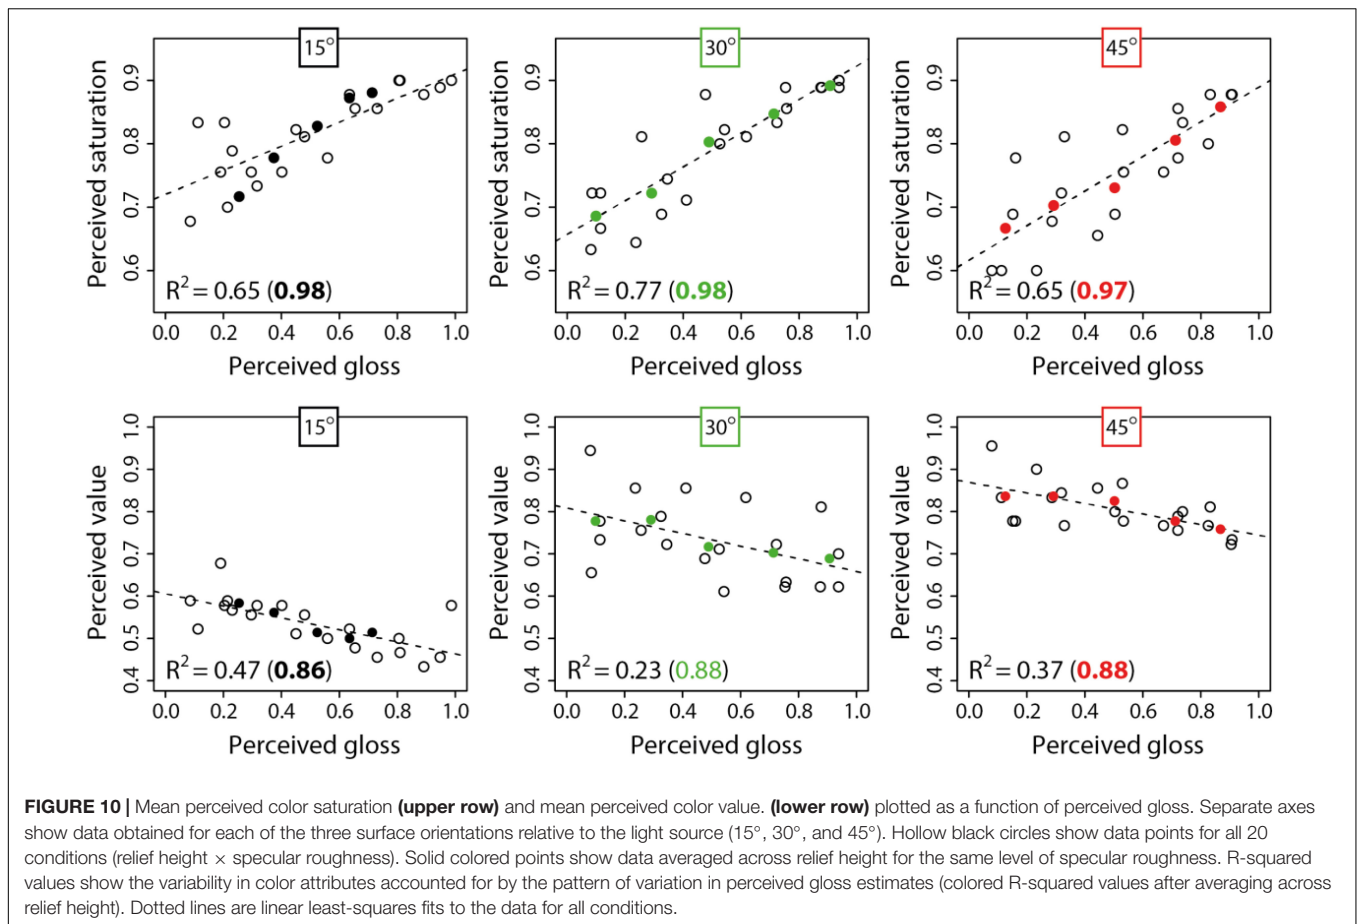 15°
30°
45°
Perceived saturation
0.9
0.8
0.7
0.6
R² = 0.65 (0.98)
0.0 0.2 0.4 0.6 0.8 1.0
Perceived gloss
Perceived saturation
0.9
0.8
0.7
0.6
R² = 0.77 (0.98)
0.0 0.2 0.4 0.6 0.8 1.0
Perceived gloss
Perceived saturation
0.9
0.8
0.7
0.6
R² = 0.65 (0.97)
0.0 0.2 0.4 0.6 0.8 1.0
Perceived gloss
15°
30°
45°
Perceived value
1.0
0.9
0.8
0.7
0.6
0.5
0.4
R² = 0.47 (0.86)
0.0 0.2 0.4 0.6 0.8 1.0
Perceived gloss
Perceived value
1.0
0.9
0.8
0.7
0.6
0.5
0.4
R² = 0.23 (0.88)
0.0 0.2 0.4 0.6 0.8 1.0
Perceived gloss
Perceived value
1.0
0.9
0.8
0.7
0.6
0.5
0.4
R² = 0.37 (0.88)
0.0 0.2 0.4 0.6 0.8 1.0
Perceived gloss
FIGURE 10 | Mean perceived color saturation (upper row) and mean perceived color value. (lower row) plotted as a function of perceived gloss. Separate axes
show data obtained for each of the three surface orientations relative to the light source (15°, 30°, and 45°). Hollow black circles show data points for all 20
conditions (relief height × specular roughness). Solid colored points show data averaged across relief height for the same level of specular roughness. R-squared
values show the variability in color attributes accounted for by the pattern of variation in perceived gloss estimates (colored R-squared values after averaging across
relief height). Dotted lines are linear least-squares fits to the data for all conditions.